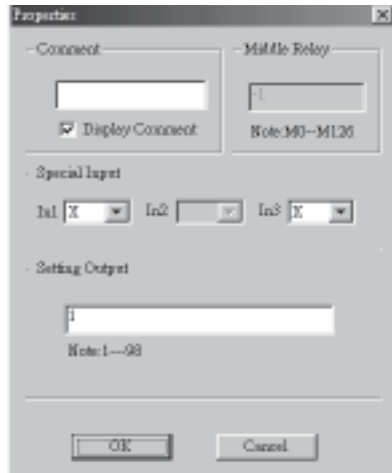 Properties
Comment
Display Comment
Middle Relay
-1
Note:M0--M126
Special Input
In1 X In2 In3 X
Setting Output
1
Note:1---98
OK Cancel